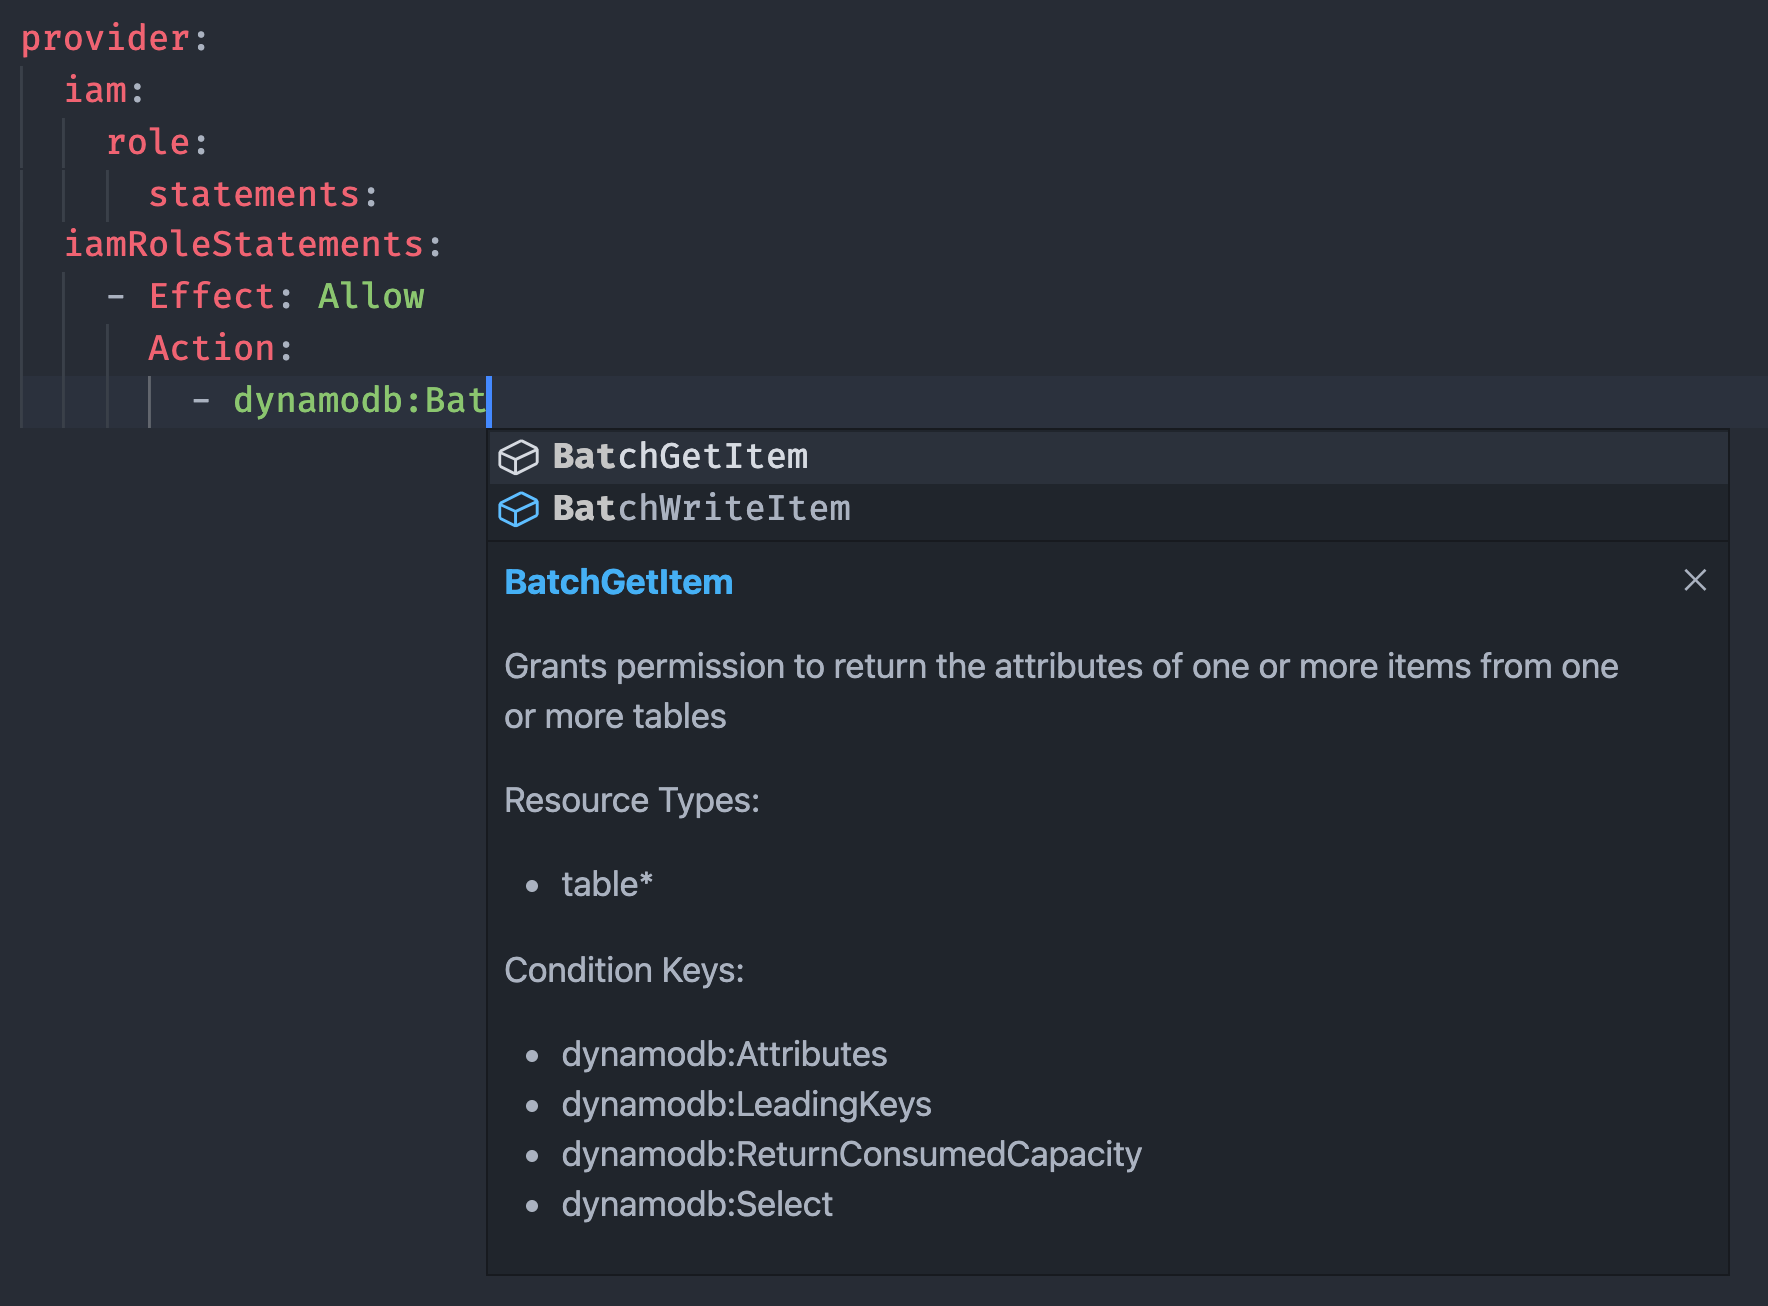 provider:
  iam:
    role:
      statements:
  iamRoleStatements:
    - Effect: Allow
      Action:
        - dynamodb:Bat
BatchGetItem
BatchWriteItem
BatchGetItem
Grants permission to return the attributes of one or more items from one
or more tables
Resource Types:
• table*
Condition Keys:
• dynamodb:Attributes
• dynamodb:LeadingKeys
• dynamodb:ReturnConsumedCapacity
• dynamodb:Select